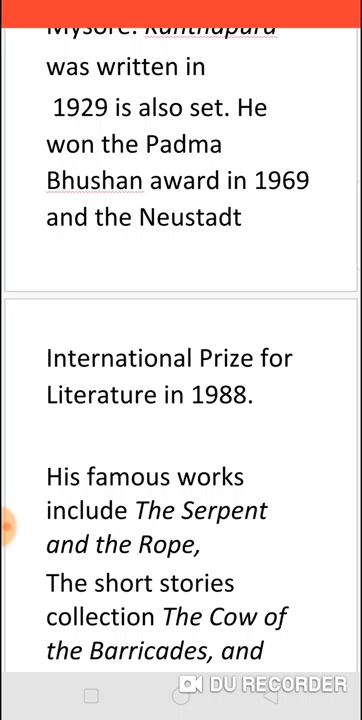 Mysore. Kanthapura
was written in
1929 is also set. He
won the Padma
Bhushan award in 1969
and the Neustadt
International Prize for
Literature in 1988.
His famous works
include The Serpent
and the Rope,
The short stories
collection The Cow of
the Barricades, and
DU RECORDER